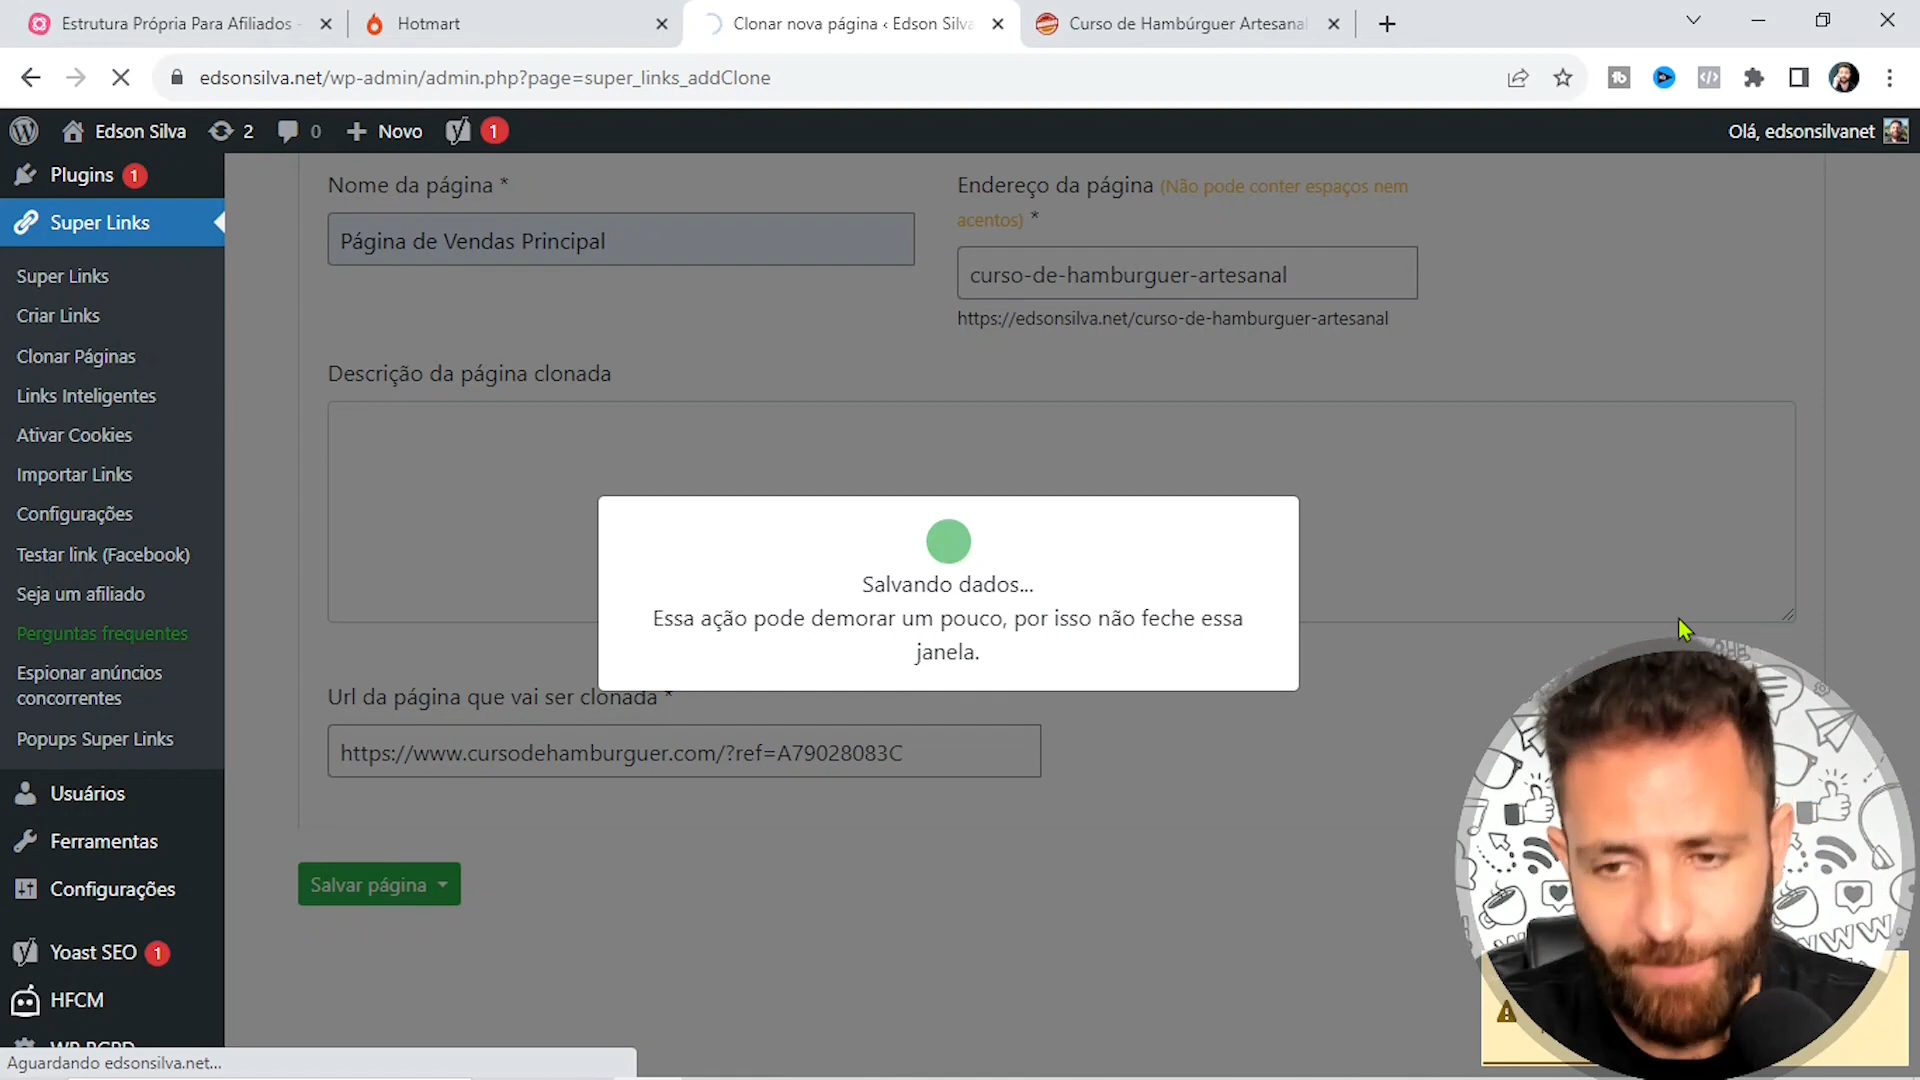 Estrutura Própria Para Afiliados -
Hotmart
Clonar nova página ‹ Edson Silva
Curso de Hambúrguer Artesanal
edsonsilva.net/wp-admin/admin.php?page=super_links_addClone
Edson Silva
2
0
Novo
1
Olá, edsonsilvanet
Plugins 1
Super Links
Super Links
Criar Links
Clonar Páginas
Links Inteligentes
Ativar Cookies
Importar Links
Configurações
Testar link (Facebook)
Seja um afiliado
Perguntas frequentes
Espionar anúncios
concorrentes
Popups Super Links
Usuários
Ferramentas
Configurações
Yoast SEO 1
HFCM
Nome da página *
Página de Vendas Principal
Endereço da página (Não pode conter espaços nem
acentos) *
curso-de-hamburguer-artesanal
https://edsonsilva.net/curso-de-hamburguer-artesanal
Descrição da página clonada
Salvando dados...
Essa ação pode demorar um pouco, por isso não feche essa
janela.
Url da página que vai ser clonada *
https://www.cursodehamburguer.com/?ref=A79028083C
Salvar página
Aguardando edsonsilva.net...